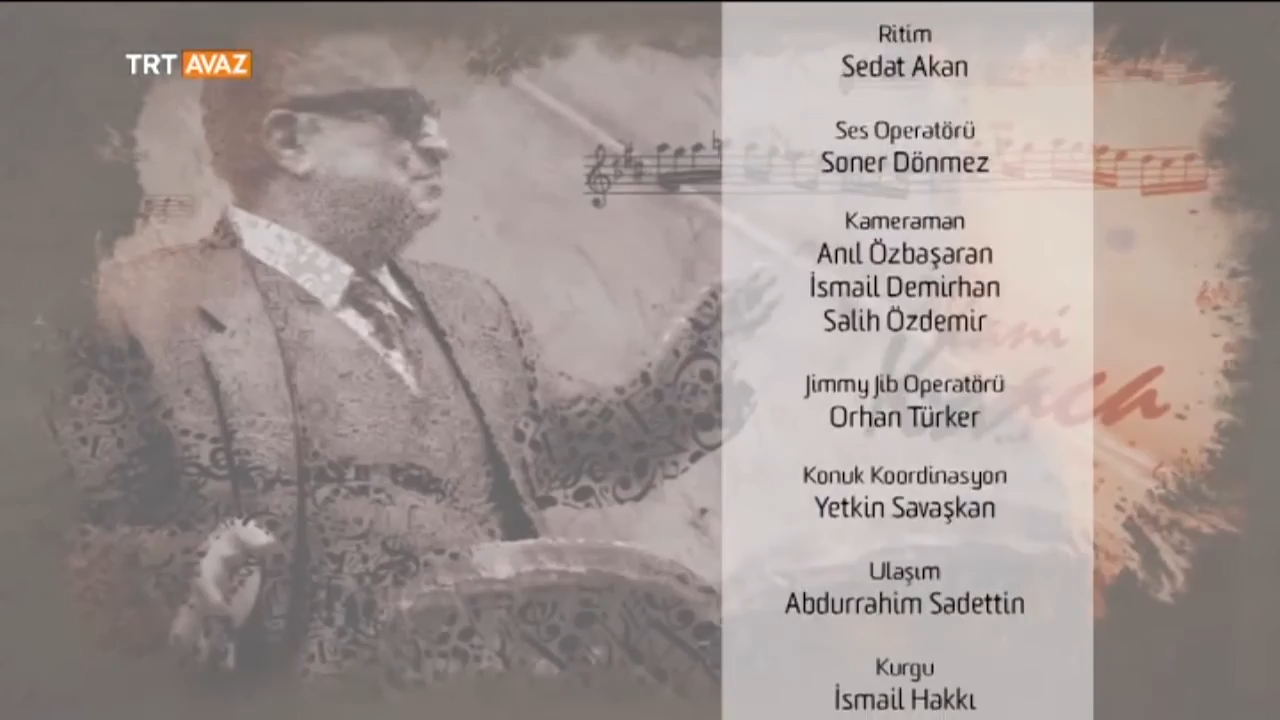 TRT AVAZ
Ritim
Sedat Akan
Ses Operatörü
Soner Dönmez
Kameraman
Anıl Özbaşaran
İsmail Demirhan
Salih Özdemir
Jimmy Jib Operatörü
Orhan Türker
Konuk Koordinasyon
Yetkin Savaşkan
Ulaşım
Abdurrahim Sadettin
Kurgu
İsmail Hakkı